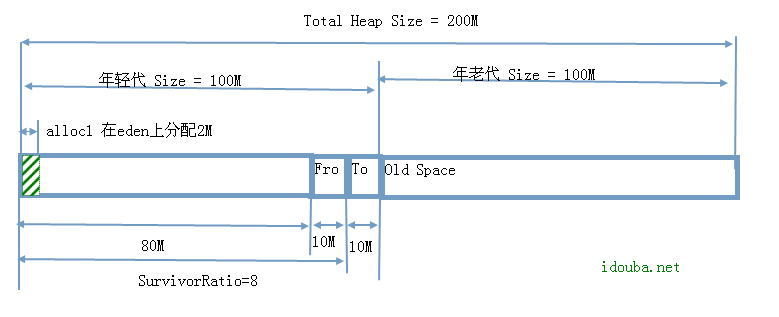 Total Heap Size = 200M
年轻代 Size = 100M
年老代 Size = 100M
alloc1 在eden上分配2M
Fro
To
Old Space
80M
10M
10M
SurvivorRatio=8
idouba.net